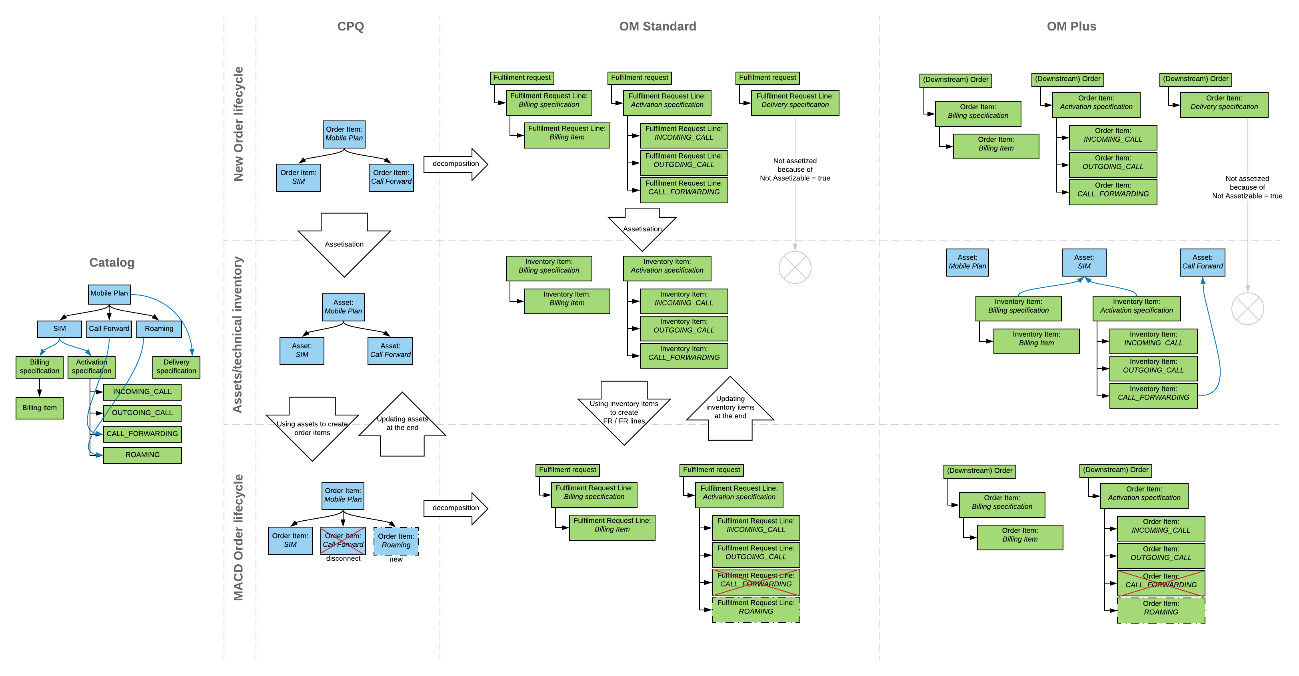 CPQ
OM Standard
OM Plus
New Order lifecycle
Order Item:
Mobile Plan
Order Item:
SIM
Order Item:
Call Forward
decomposition
Fulfilment request
Fulfilment Request Line:
Billing specification
Fulfilment Request Line:
Billing Item
Fulfilment request
Fulfilment Request Line:
Activation specification
Fulfilment Request Line:
INCOMING_CALL
Fulfilment Request Line:
OUTGOING_CALL
Fulfilment Request Line:
CALL_FORWARDING
Fulfilment request
Fulfilment Request Line:
Delivery specification
Not assetized
because of
Not Assetizable = true
(Downstream) Order
Order Item:
Billing specification
Order Item:
Billing Item
(Downstream) Order
Order Item:
Activation specification
Order Item:
INCOMING_CALL
Order Item:
OUTGOING_CALL
Order Item:
CALL_FORWARDING
(Downstream) Order
Order Item:
Delivery specification
Not assetized
because of
Not Assetizable = true
Assetisation
Assetisation
Catalog
Mobile Plan
SIM
Call Forward
Roaming
Billing
specification
Activation
specification
Delivery
specification
Billing Item
INCOMING_CALL
OUTGOING_CALL
CALL_FORWARDING
ROAMING
Assets/technical inventory
Asset:
Mobile Plan
Asset:
SIM
Asset:
Call Forward
Inventory Item:
Billing specification
Inventory Item:
Billing Item
Inventory Item:
Activation specification
Inventory Item:
INCOMING_CALL
Inventory Item:
OUTGOING_CALL
Inventory Item:
CALL_FORWARDING
Asset:
Mobile Plan
Asset:
SIM
Asset:
Call Forward
Inventory Item:
Billing specification
Inventory Item:
Billing Item
Inventory Item:
Activation specification
Inventory Item:
INCOMING_CALL
Inventory Item:
OUTGOING_CALL
Inventory Item:
CALL_FORWARDING
Using assets to create
order items
Updating assets
at the end
Using inventory items
to create
FR / FR lines
Updating
inventory items
at the end
MACD Order lifecycle
Order Item:
Mobile Plan
Order Item:
SIM
Order Item:
Call Forward
disconnect
Order Item:
Roaming
new
decomposition
Fulfilment request
Fulfilment Request Line:
Billing specification
Fulfilment Request Line:
Billing Item
Fulfilment request
Fulfilment Request Line:
Activation specification
Fulfilment Request Line:
INCOMING_CALL
Fulfilment Request Line:
OUTGOING_CALL
Fulfilment Request Line:
CALL_FORWARDING
Fulfilment Request Line:
ROAMING
(Downstream) Order
Order Item:
Billing specification
Order Item:
Billing Item
(Downstream) Order
Order Item:
Activation specification
Order Item:
INCOMING_CALL
Order Item:
OUTGOING_CALL
Order Item:
CALL_FORWARDING
Order Item:
ROAMING